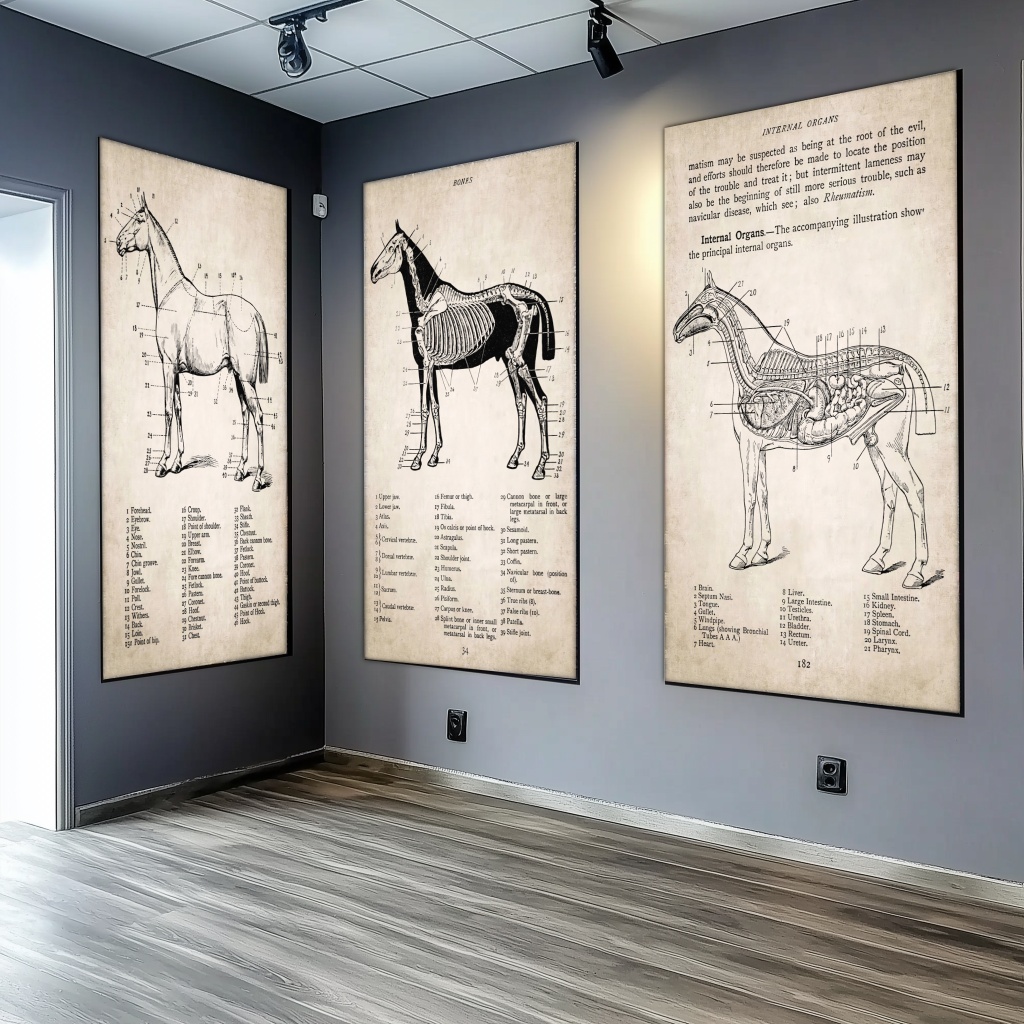 1 Forehead.
2 Eyebrow.
3 Eye.
4 Nose.
5 Nostril.
6 Chin.
7 Chin groove.
8 Jowl.
9 Gullet.
10 Forelock.
11 Poll.
12 Crest.
13 Withers.
14 Back.
15 Loin.
15½ Point of hip.
16 Croup.
17 Shoulder.
18 Point of shoulder.
19 Upper arm.
20 Breast.
21 Elbow.
22 Forearm.
23 Knee.
24 Fore cannon bone.
25 Fetlock.
26 Pastern.
27 Coronet.
28 Hoof.
29 Chestnut.
30 Brisket.
31 Chest.
32 Flank.
33 Sheath.
34 Stifle.
35 Chestnut.
36 Back cannon bone.
37 Fetlock.
38 Pastern.
39 Coronet.
40 Hoof.
41 Point of buttock.
42 Buttock.
43 Thigh.
44 Gaskin or second thigh.
45 Point of Hock.
46 Hock.
BONES
1 Upper jaw.
2 Lower jaw.
3 Atlas.
4 Axis.
Cervical vertebræ.
Dorsal vertebræ.
Lumbar vertebræ.
Sacrum.
Caudal vertebræ.
15 Pelvis.
16 Femur or thigh.
17 Fibula.
18 Tibia.
19 Os calcis or point of hock.
20 Astragalus.
21 Scapula.
22 Shoulder joint.
23 Humerus.
24 Ulna.
25 Radius.
26 Pisiform.
27 Carpus or knee.
28 Splint bone or inner small
metacarpal in front, or
metatarsal in back legs.
29 Cannon bone or large
metacarpal in front, or
large metatarsal in back
legs.
30 Sesamoid.
31 Long pastern.
32 Short pastern.
33 Coffin.
34 Navicular bone (position
of).
35 Sternum or breast-bone.
36 True ribs (8).
37 False ribs (10).
38 Patella.
39 Stifle joint.
34
INTERNAL ORGANS
matism may be suspected as being at the root of the evil,
and efforts should therefore be made to locate the position
of the trouble and treat it; but intermittent lameness may
also be the beginning of still more serious trouble, such as
navicular disease, which see; also Rheumatism.
Internal Organs.—The accompanying illustration show
the principal internal organs.
1 Brain.
2 Septum Nasi.
3 Tongue.
4 Gullet.
5 Windpipe.
6 Lungs (showing Bronchial
Tubes A A A.)
7 Heart.
8 Liver.
9 Large Intestine.
10 Testicles.
11 Urethra.
12 Bladder.
13 Rectum.
14 Ureter.
15 Small Intestine.
16 Kidney.
17 Spleen.
18 Stomach.
19 Spinal Cord.
20 Larynx.
21 Pharynx.
182